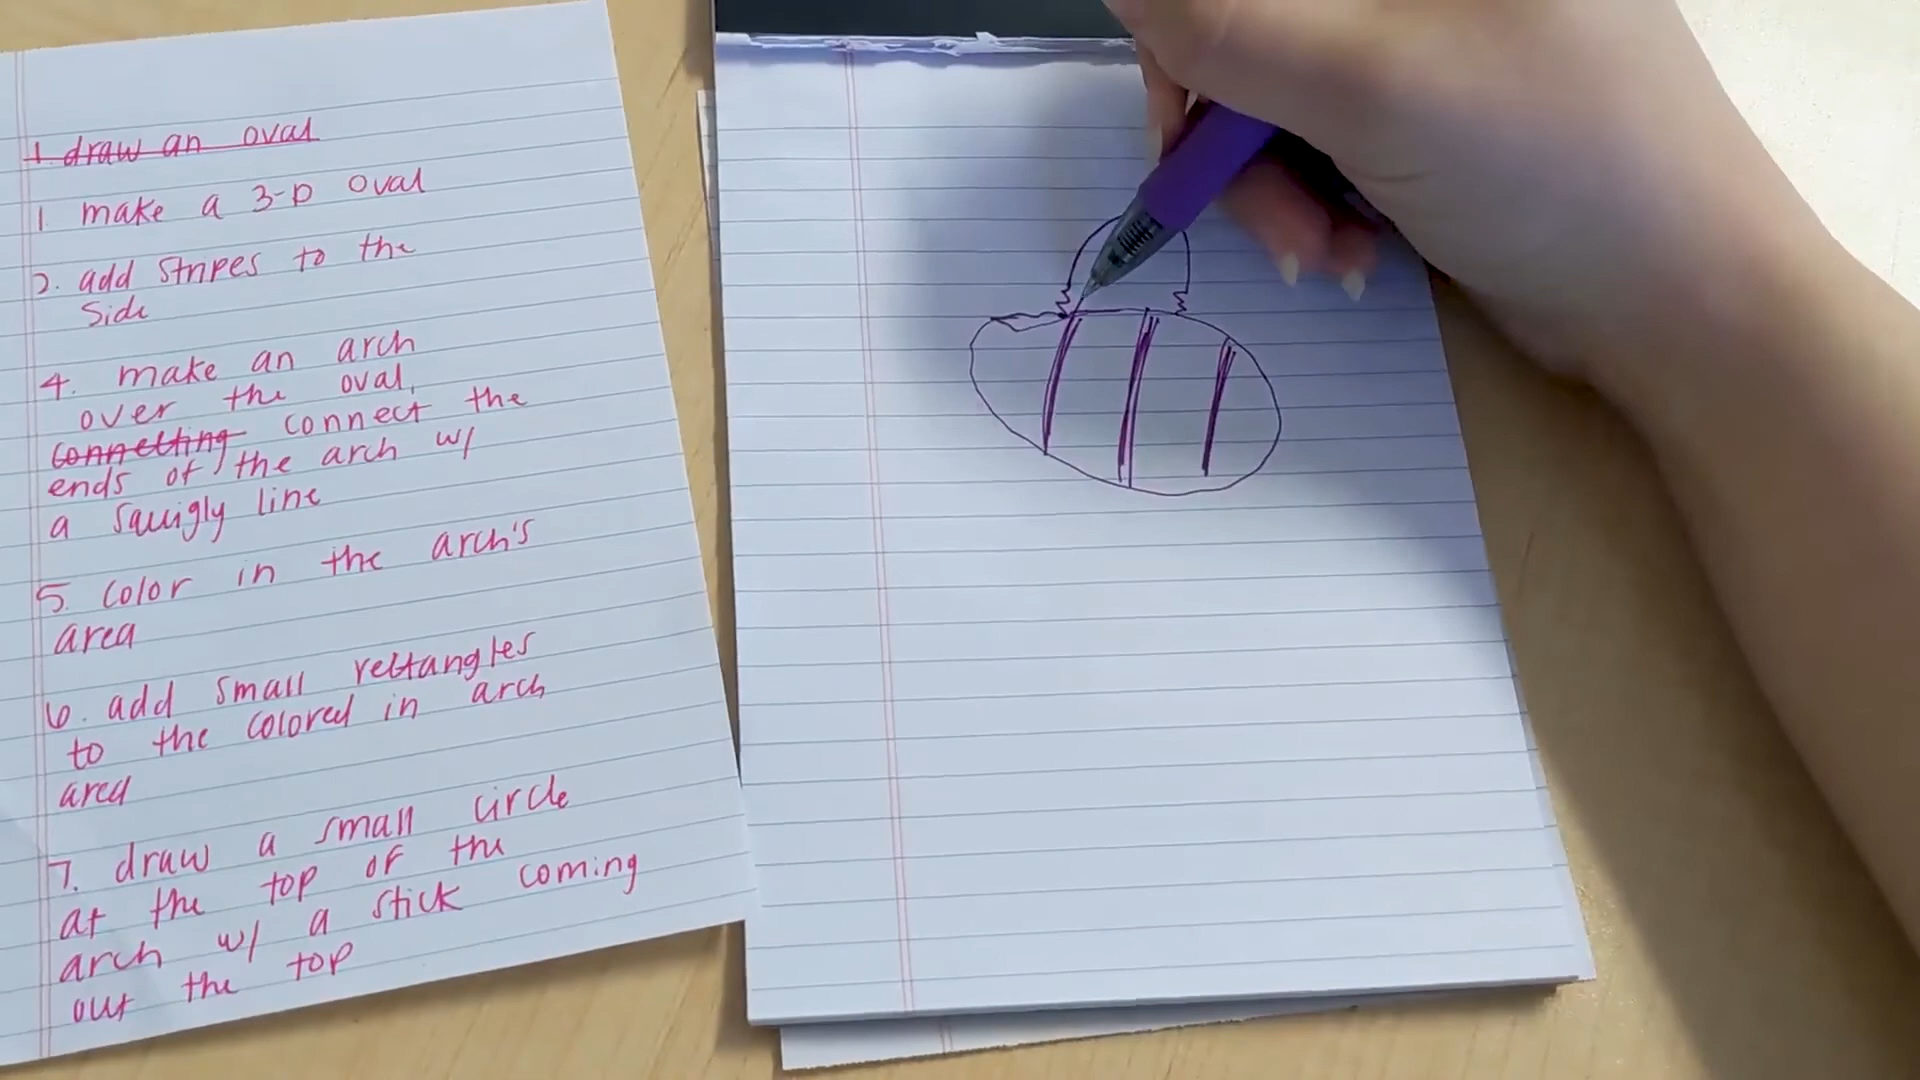 1. draw an oval
1 make a 3-D oval
2. add stripes to the
side
4. make an arch
over the oval,
connetting connect the
ends of the arch w/
a squigly line
5. color in the arch's
area
6. add small rectangles
to the colored in arch
area
7. draw a small circle
at the top of the
arch w/ a stick coming
out the top